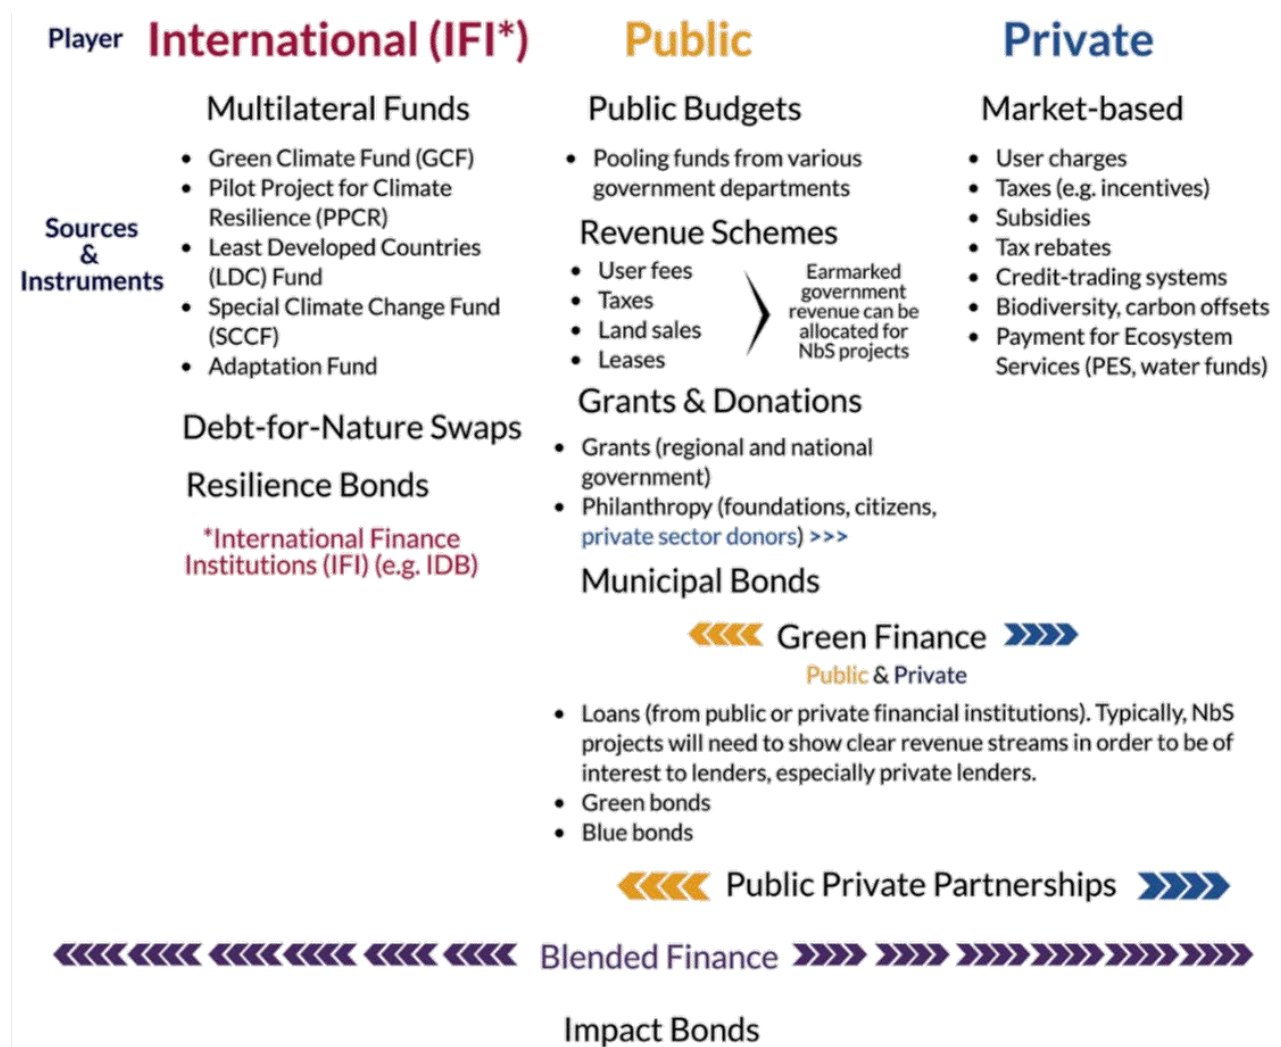 Player International (IFI*) Public Private
Multilateral Funds
• Green Climate Fund (GCF)
• Pilot Project for Climate
Resilience (PPCR)
• Least Developed Countries
(LDC) Fund
• Special Climate Change Fund
(SCCF)
• Adaptation Fund
Debt-for-Nature Swaps
Resilience Bonds
*International Finance
Institutions (IFI) (e.g. IDB)
Sources
&
Instruments
Public Budgets
• Pooling funds from various
government departments
Revenue Schemes
• User fees
• Taxes
• Land sales
• Leases
Earmarked
government
revenue can be
allocated for
NbS projects
Grants & Donations
• Grants (regional and national
government)
• Philanthropy (foundations, citizens,
private sector donors) >>>
Municipal Bonds
Market-based
• User charges
• Taxes (e.g. incentives)
• Subsidies
• Tax rebates
• Credit-trading systems
• Biodiversity, carbon offsets
• Payment for Ecosystem
Services (PES, water funds)
Green Finance
Public & Private
• Loans (from public or private financial institutions). Typically, NbS
projects will need to show clear revenue streams in order to be of
interest to lenders, especially private lenders.
• Green bonds
• Blue bonds
Public Private Partnerships
Blended Finance
Impact Bonds